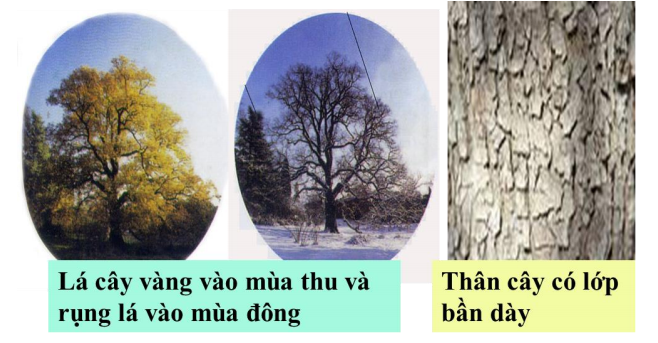 Lá cây vàng vào mùa thu và
rụng lá vào mùa đông
Thân cây có lớp
bần dày